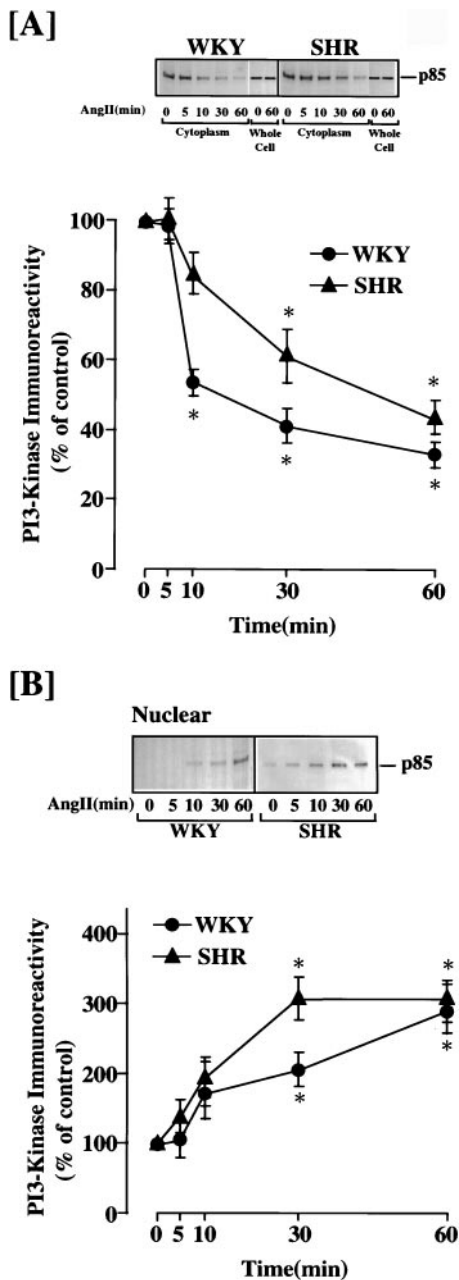 [A]
WKY SHR
p85
AngII(min) 0 5 10 30 60 0 60 0 5 10 30 60 0 60
Cytoplasm Whole Cytoplasm Whole
Cell Cell
100
80
60
40
20
0
PI3-Kinase Immunoreactivity
(% of control)
WKY
SHR
*
*
*
*
*
0 5 10 30 60
Time(min)
[B]
Nuclear
p85
AngII(min) 0 5 10 30 60 0 5 10 30 60
WKY SHR
400
300
200
100
0
PI3-Kinase Immunoreactivity
(% of control)
WKY
SHR
* *
* *
0 5 10 30 60
Time(min)